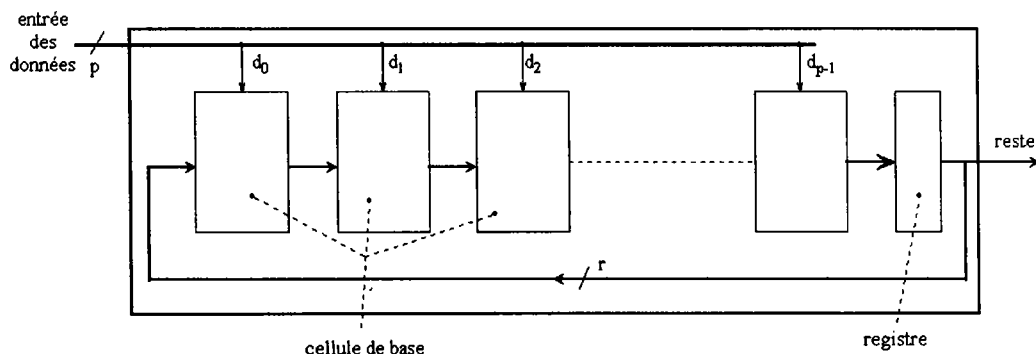 entrée
des
données
p
d0
d1
d2
dp-1
reste
r
cellule de base
registre